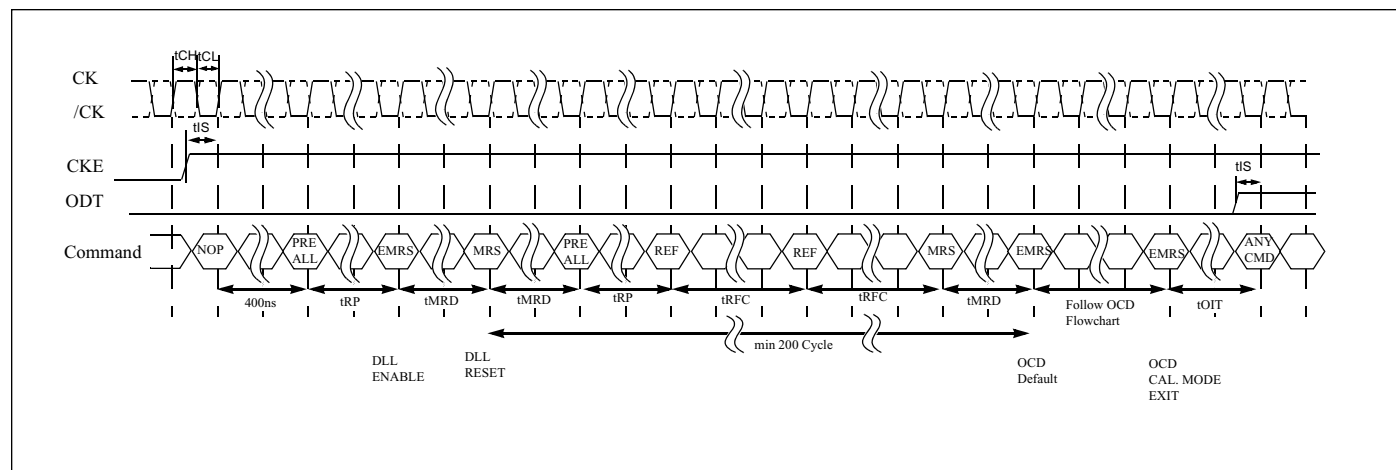 tCH tCL
CK
/CK
tIS
CKE
tIS
ODT
Command
NOP
PRE
ALL
EMRS
MRS
PRE
ALL
REF
REF
MRS
EMRS
EMRS
ANY
CMD
400ns
tRP
tMRD
tMRD
tRP
tRFC
tRFC
tMRD
Follow OCD
Flowchart
tOIT
min 200 Cycle
DLL
ENABLE
DLL
RESET
OCD
Default
OCD
CAL. MODE
EXIT